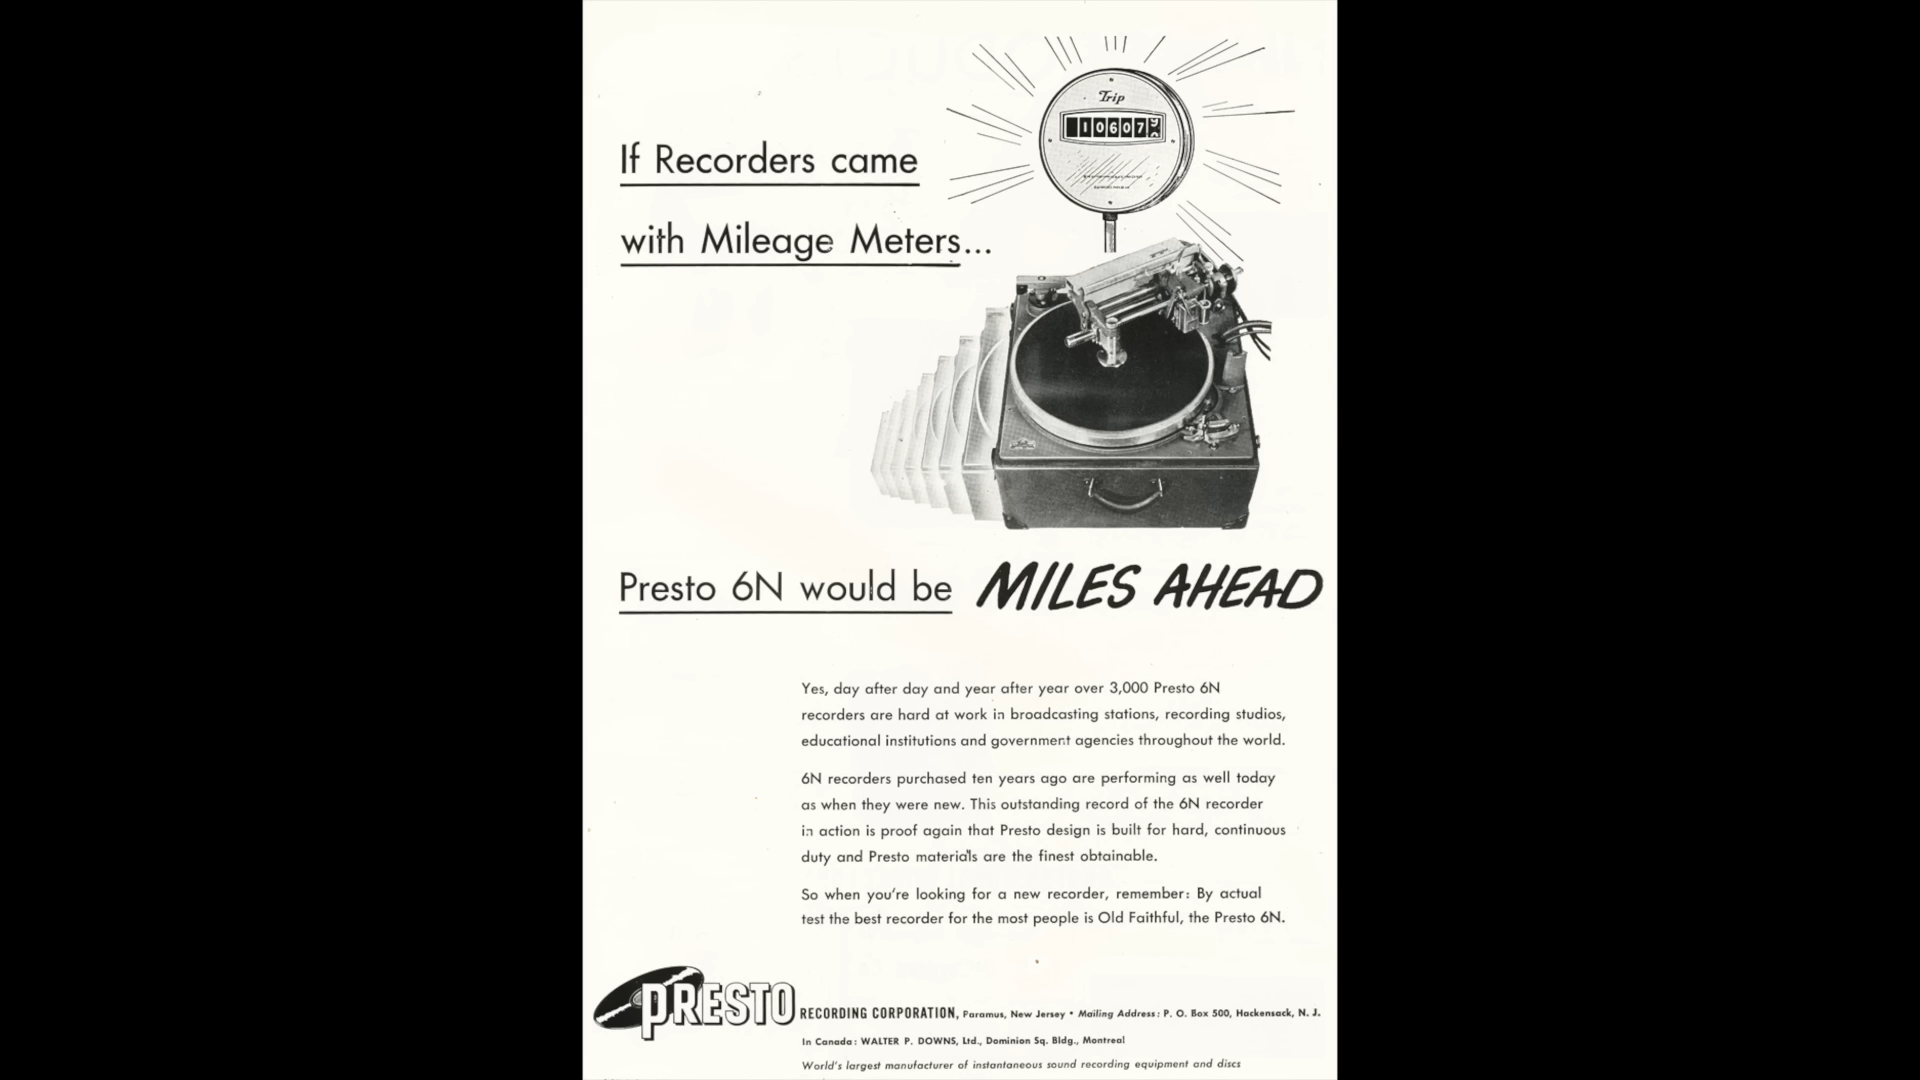 Trip
10607
If Recorders came
with Mileage Meters...
Presto 6N would be MILES AHEAD
Yes, day after day and year after year over 3,000 Presto 6N
recorders are hard at work in broadcasting stations, recording studios,
educational institutions and government agencies throughout the world.
6N recorders purchased ten years ago are performing as well today
as when they were new. This outstanding record of the 6N recorder
in action is proof again that Presto design is built for hard, continuous
duty and Presto materials are the finest obtainable.
So when you're looking for a new recorder, remember: By actual
test the best recorder for the most people is Old Faithful, the Presto 6N.
PRESTO RECORDING CORPORATION, Paramus, New Jersey • Mailing Address: P. O. Box 500, Hackensack, N. J.
In Canada: WALTER P. DOWNS, Ltd., Dominion Sq. Bldg., Montreal
World's largest manufacturer of instantaneous sound recording equipment and discs